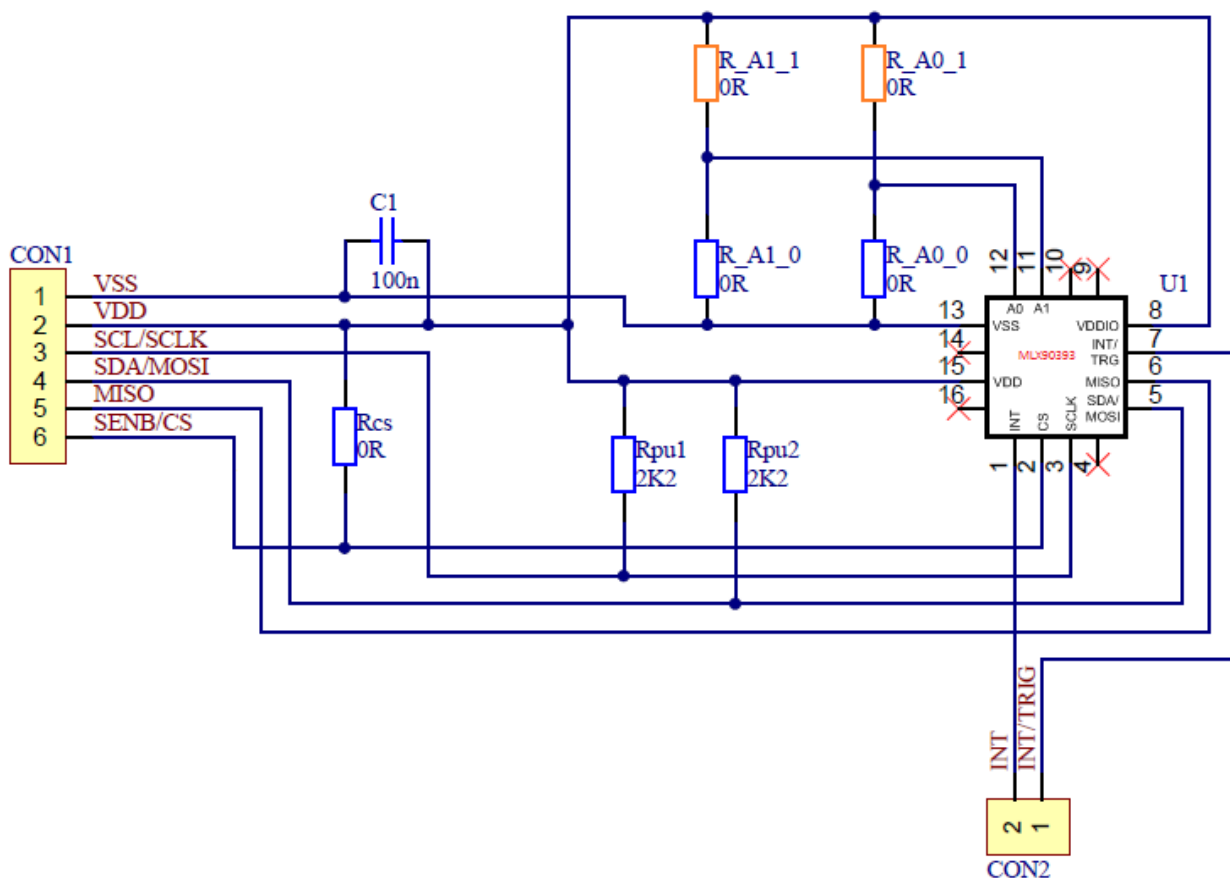 R_A1_1
0R
R_A0_1
0R
C1
100n
R_A1_0
0R
R_A0_0
0R
CON1
1
VSS
2
VDD
3
SCL/SCLK
4
SDA/MOSI
5
MISO
6
SENB/CS
Rcs
0R
Rpu1
2K2
Rpu2
2K2
12
11
10
9
U1
A0
A1
13
VSS
VDDIO
8
14
MLX90393
INT/
TRG
7
15
VDD
MISO
6
16
SDA/
MOSI
5
INT
CS
SCLK
1
2
3
4
INT
INT/TRIG
2
1
CON2